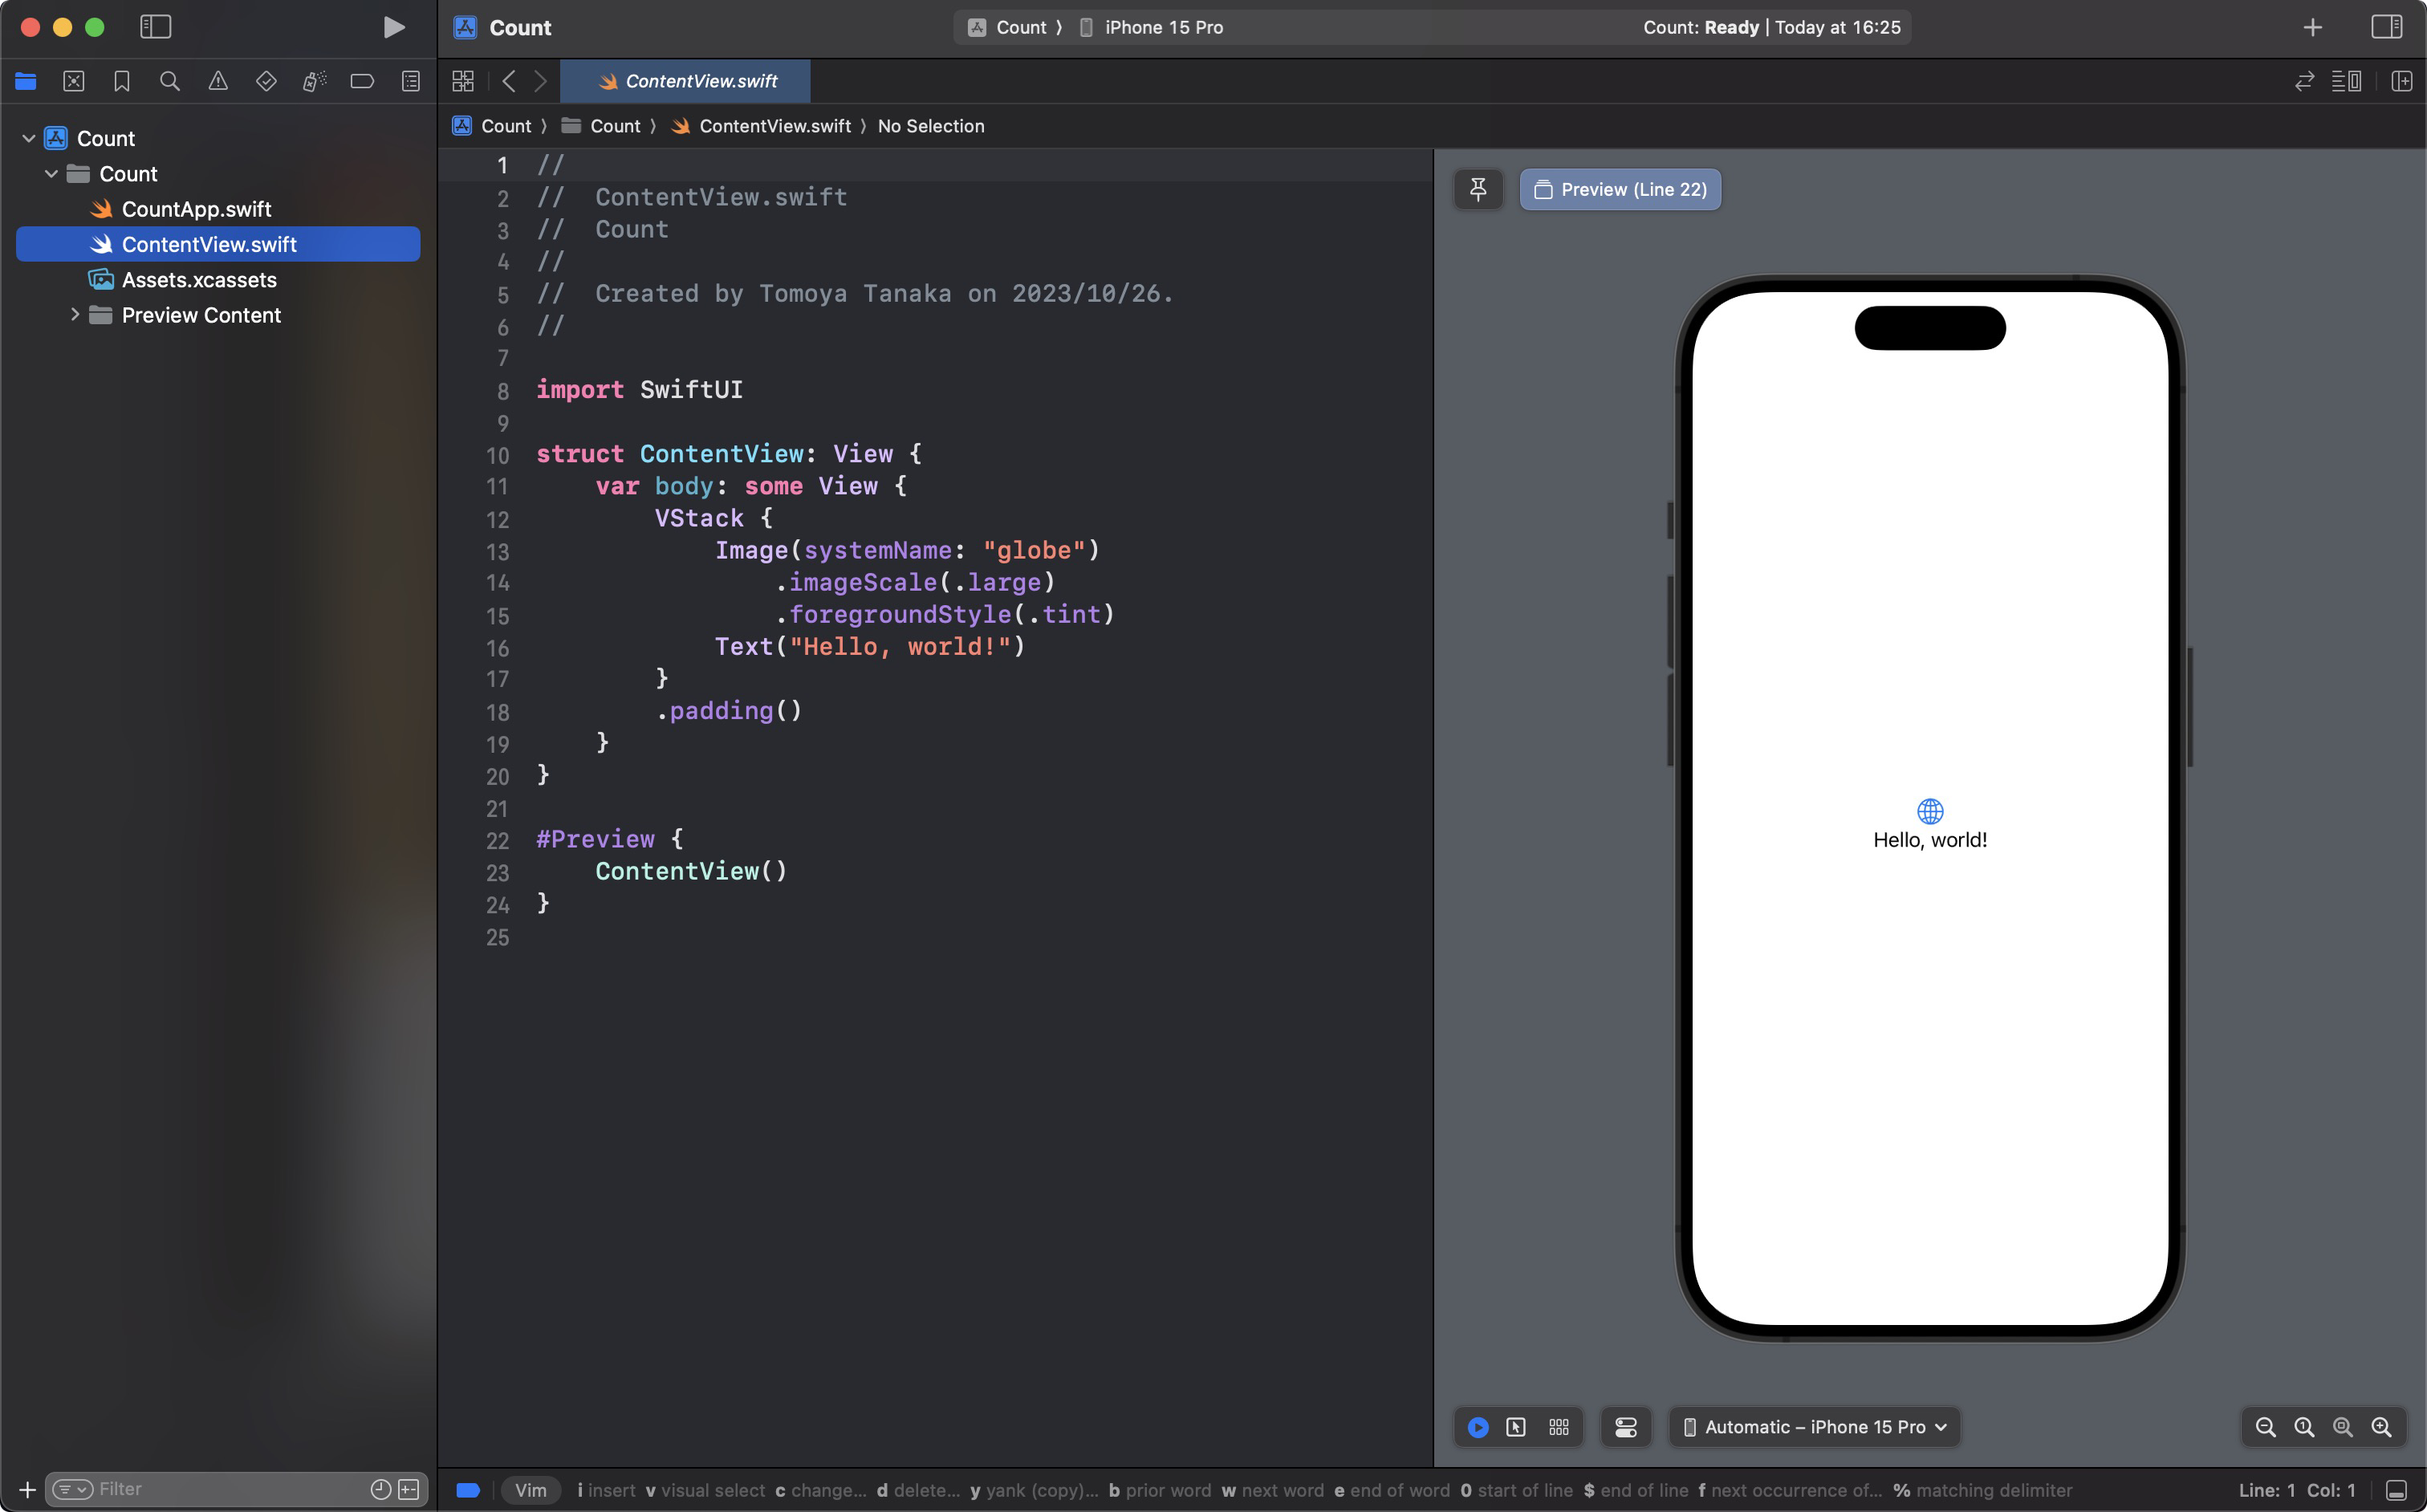 Count
Count ⟩ iPhone 15 Pro
Count: Ready | Today at 16:25
ContentView.swift
Count ⟩ Count ⟩ ContentView.swift ⟩ No Selection
Count
Count
CountApp.swift
ContentView.swift
Assets.xcassets
Preview Content
1 //
2 //  ContentView.swift
3 //  Count
4 //
5 //  Created by Tomoya Tanaka on 2023/10/26.
6 //
7
8 import SwiftUI
9
10 struct ContentView: View {
11     var body: some View {
12         VStack {
13             Image(systemName: "globe")
14                 .imageScale(.large)
15                 .foregroundStyle(.tint)
16             Text("Hello, world!")
17         }
18         .padding()
19     }
20 }
21
22 #Preview {
23     ContentView()
24 }
25
Preview (Line 22)
Hello, world!
Automatic – iPhone 15 Pro
Filter
Vim i insert v visual select c change... d delete... y yank (copy)... b prior word w next word e end of word 0 start of line $ end of line f next occurrence of... % matching delimiter
Line: 1 Col: 1